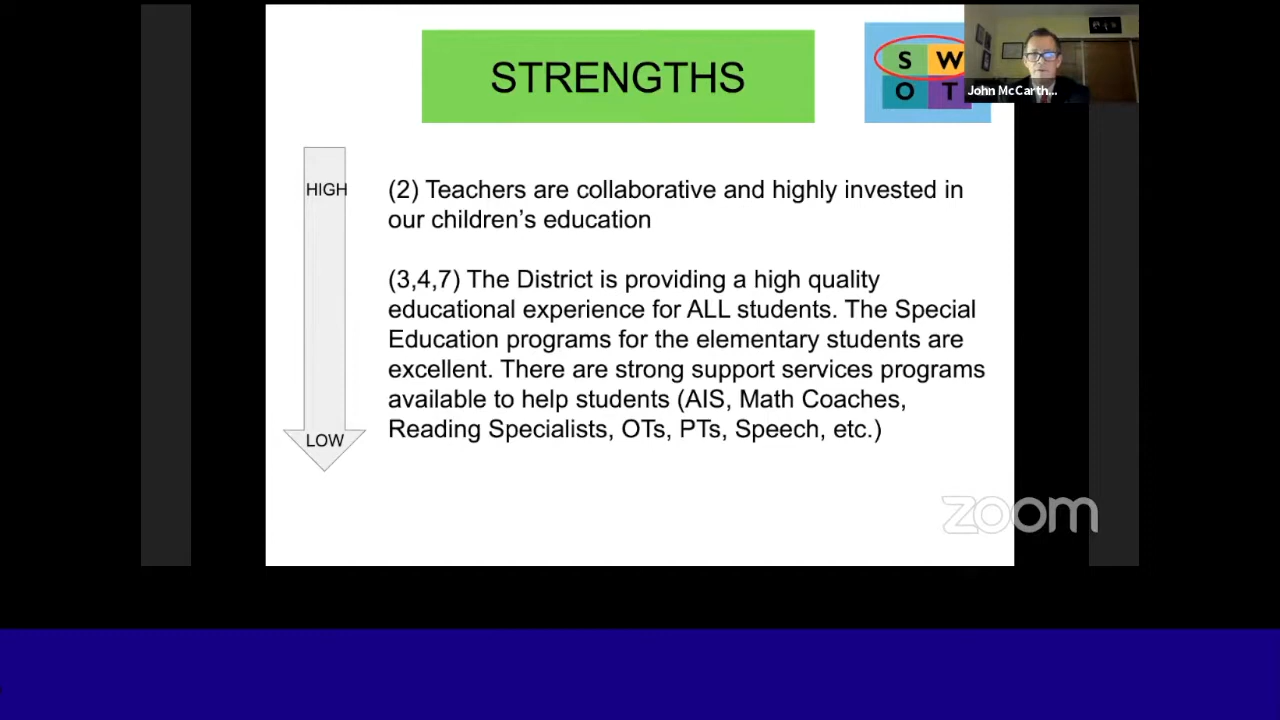 STRENGTHS
S W
O T
John McCarth...
HIGH
(2) Teachers are collaborative and highly invested in
our children’s education
(3,4,7) The District is providing a high quality
educational experience for ALL students. The Special
Education programs for the elementary students are
excellent. There are strong support services programs
available to help students (AIS, Math Coaches,
Reading Specialists, OTs, PTs, Speech, etc.)
LOW
zoom